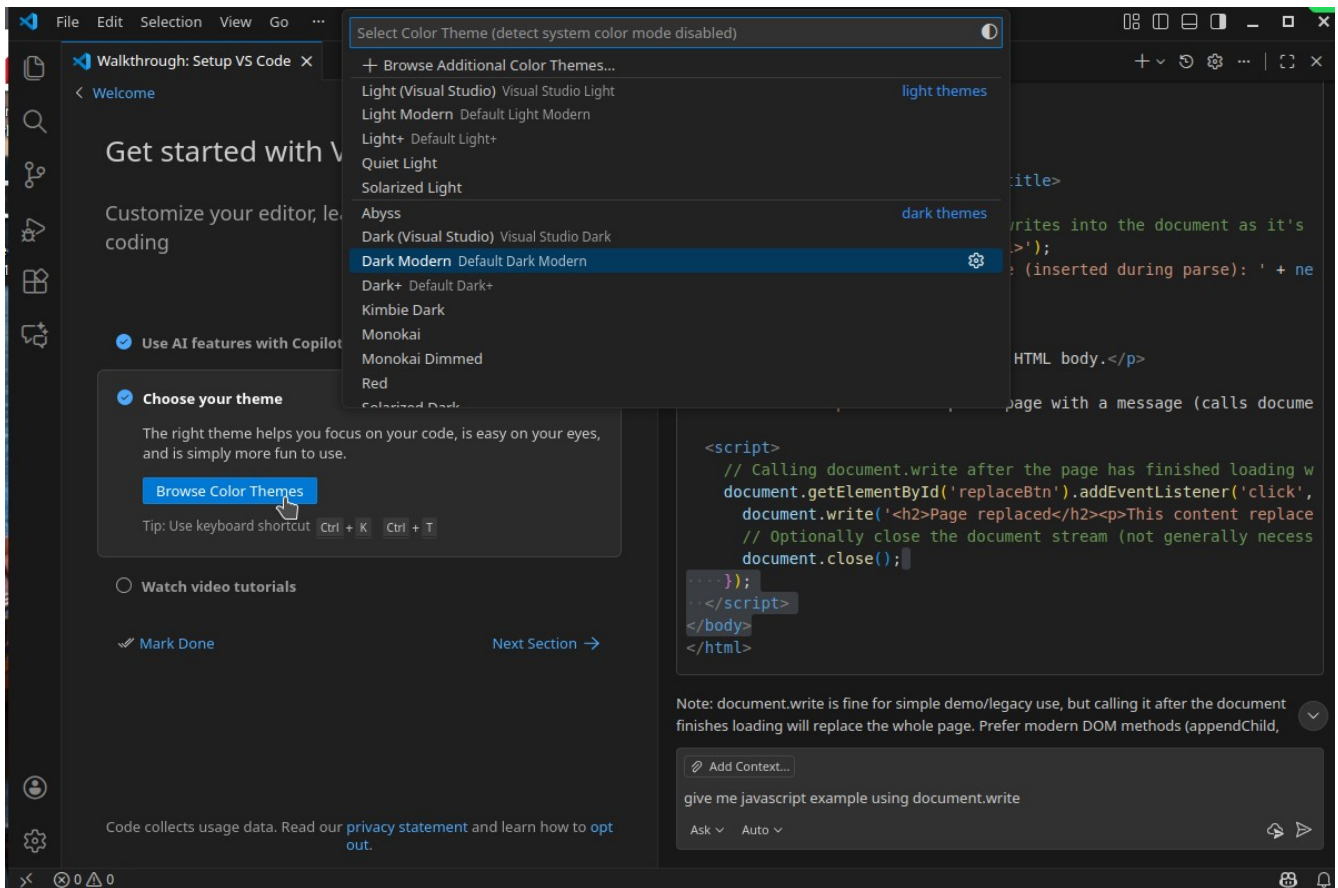 File Edit Selection View Go ···
Select Color Theme (detect system color mode disabled)
Walkthrough: Setup VS Code
+ Browse Additional Color Themes...
Light (Visual Studio) Visual Studio Light light themes
Light Modern Default Light Modern
Light+ Default Light+
Quiet Light
Solarized Light
Abyss dark themes
Dark (Visual Studio) Visual Studio Dark
Dark Modern Default Dark Modern
Dark+ Default Dark+
Kimbie Dark
Monokai
Monokai Dimmed
Red
Solarized Dark
< Welcome
Get started with V
Customize your editor, lea
coding
Use AI features with Copilot
Choose your theme
The right theme helps you focus on your code, is easy on your eyes,
and is simply more fun to use.
Browse Color Themes
Tip: Use keyboard shortcut Ctrl + K Ctrl + T
Watch video tutorials
Mark Done
Next Section →
Code collects usage data. Read our privacy statement and learn how to opt
out.
title>
writes into the document as it's
>');
e (inserted during parse): ' + ne
HTML body.</p>
page with a message (calls docume
<script>
// Calling document.write after the page has finished loading w
document.getElementById('replaceBtn').addEventListener('click',
document.write('<h2>Page replaced</h2><p>This content replace
// Optionally close the document stream (not generally necess
document.close();
····});
··</script>
</body>
</html>
Note: document.write is fine for simple demo/legacy use, but calling it after the document
finishes loading will replace the whole page. Prefer modern DOM methods (appendChild,
Add Context...
give me javascript example using document.write
Ask Auto
0 0